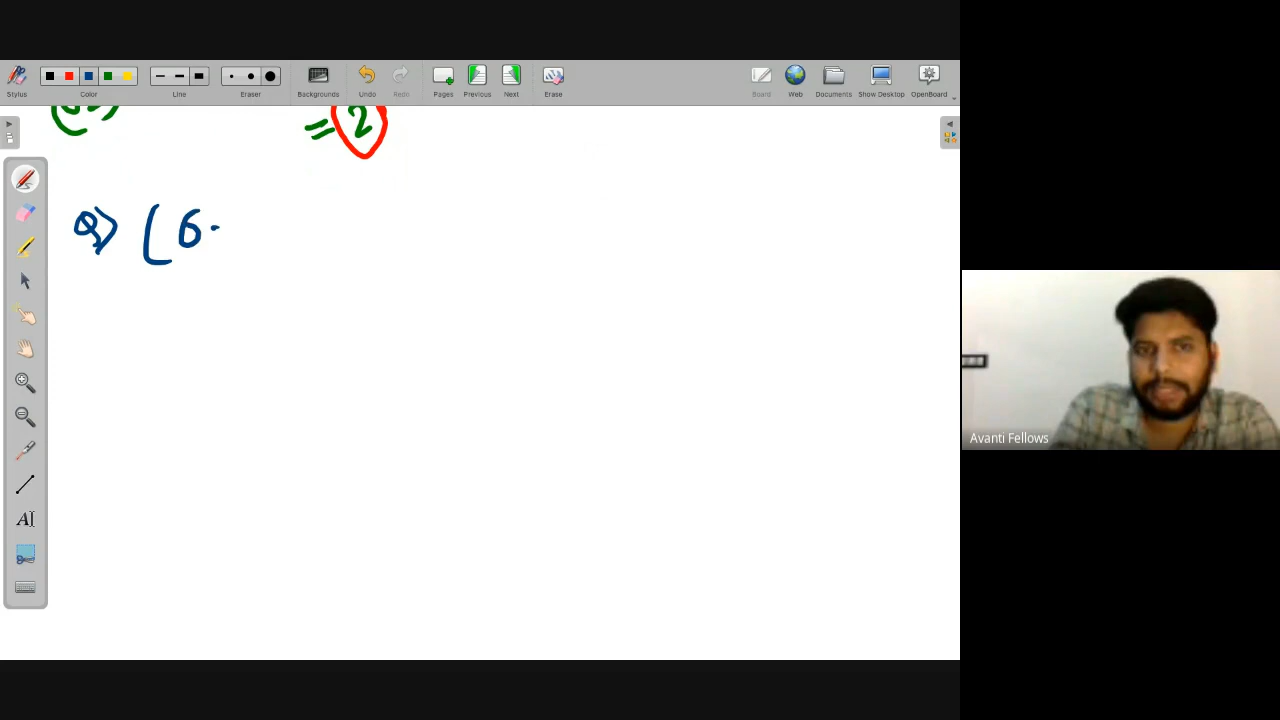 Stylus
Color
Line
Eraser
Backgrounds
Undo
Redo
Pages
Previous
Next
Erase
Board
Web
Documents
Show Desktop
OpenBoard
= 2
Q) [ 6 -
A
Avanti Fellows